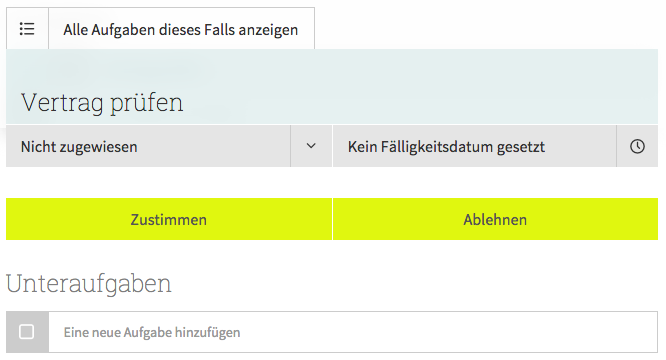 Alle Aufgaben dieses Falls anzeigen
Vertrag prüfen
Nicht zugewiesen
Kein Fälligkeitsdatum gesetzt
Zustimmen
Ablehnen
Unteraufgaben
Eine neue Aufgabe hinzufügen